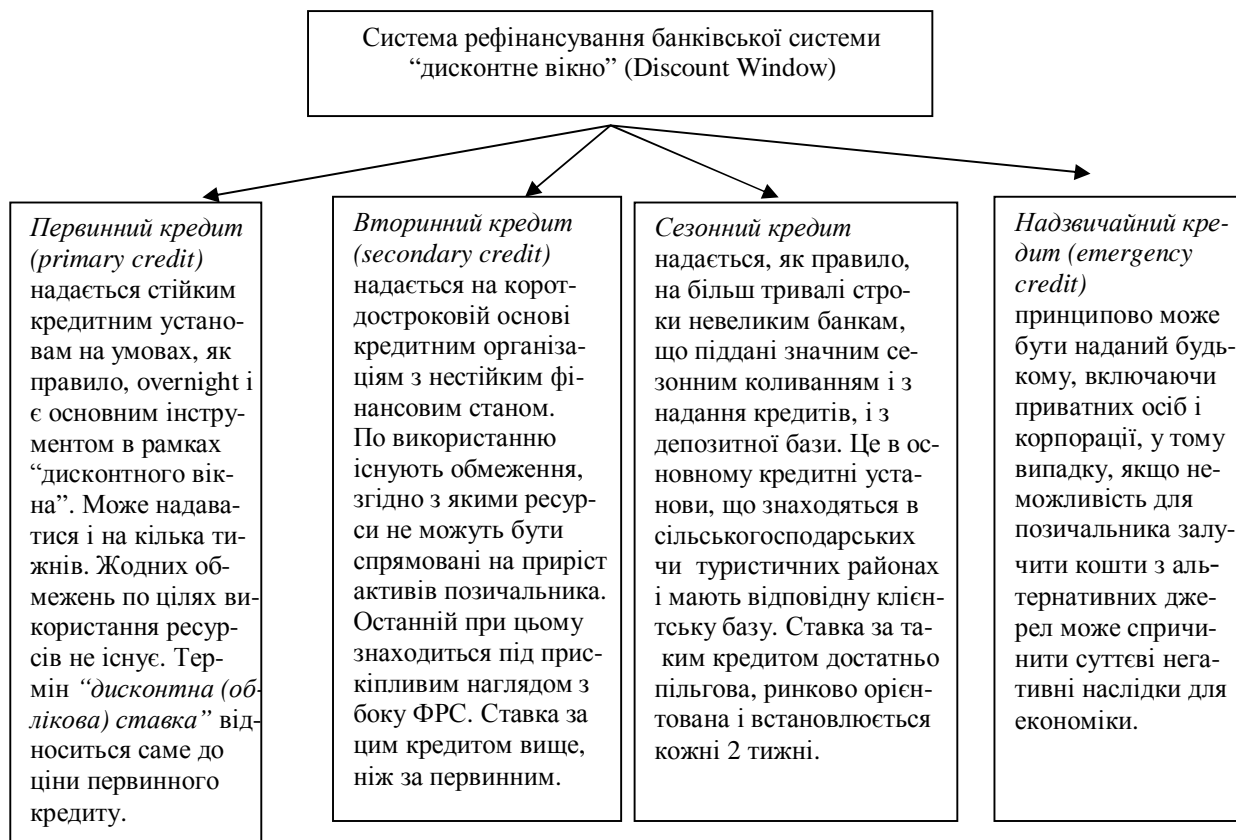 Система рефінансування банківської системи
“дисконтне вікно” (Discount Window)
Первинний кредит
(primary credit)
надається стійким
кредитним устано-
вам на умовах, як
правило, overnight і
є основним інстру-
ментом в рамках
“дисконтного вік-
на”. Може надава-
тися і на кілька ти-
жнів. Жодних об-
межень по цілях ви-
користання ресур-
сів не існує. Тер-
мін “дисконтна (об-
лікова) ставка” від-
носиться саме до
ціни первинного
кредиту.
Вторинний кредит
(secondary credit)
надається на корот-
достроковій основі
кредитним організа-
ціям з нестійким фі-
нансовим станом.
По використанню
існують обмеження,
згідно з якими ресур-
си не можуть бути
спрямовані на приріст
активів позичальника.
Останній при цьому
знаходиться під прис-
кіпливим наглядом з
боку ФРС. Ставка за
цим кредитом вище,
ніж за первинним.
Сезонний кредит
надається, як правило,
на більш тривалі стро-
ки невеликим банкам,
що піддані значним се-
зонним коливанням і з
надання кредитів, і з
депозитної бази. Це в ос-
новному кредитні уста-
нови, що знаходяться в
сільськогосподарських
чи туристичних районах
і мають відповідну клієн-
тську базу. Ставка за та-
ким кредитом достатньо
пільгова, ринково орієн-
тована і встановлюється
кожні 2 тижні.
Надзвичайний кре-
дит (emergency
credit)
принципово може
бути наданий будь-
кому, включаючи
приватних осіб і
корпорації, у тому
випадку, якщо не-
можливість для
позичальника залу-
чити кошти з аль-
тернативних дже-
рел може спричи-
нити суттєві нега-
тивні наслідки для
економіки.